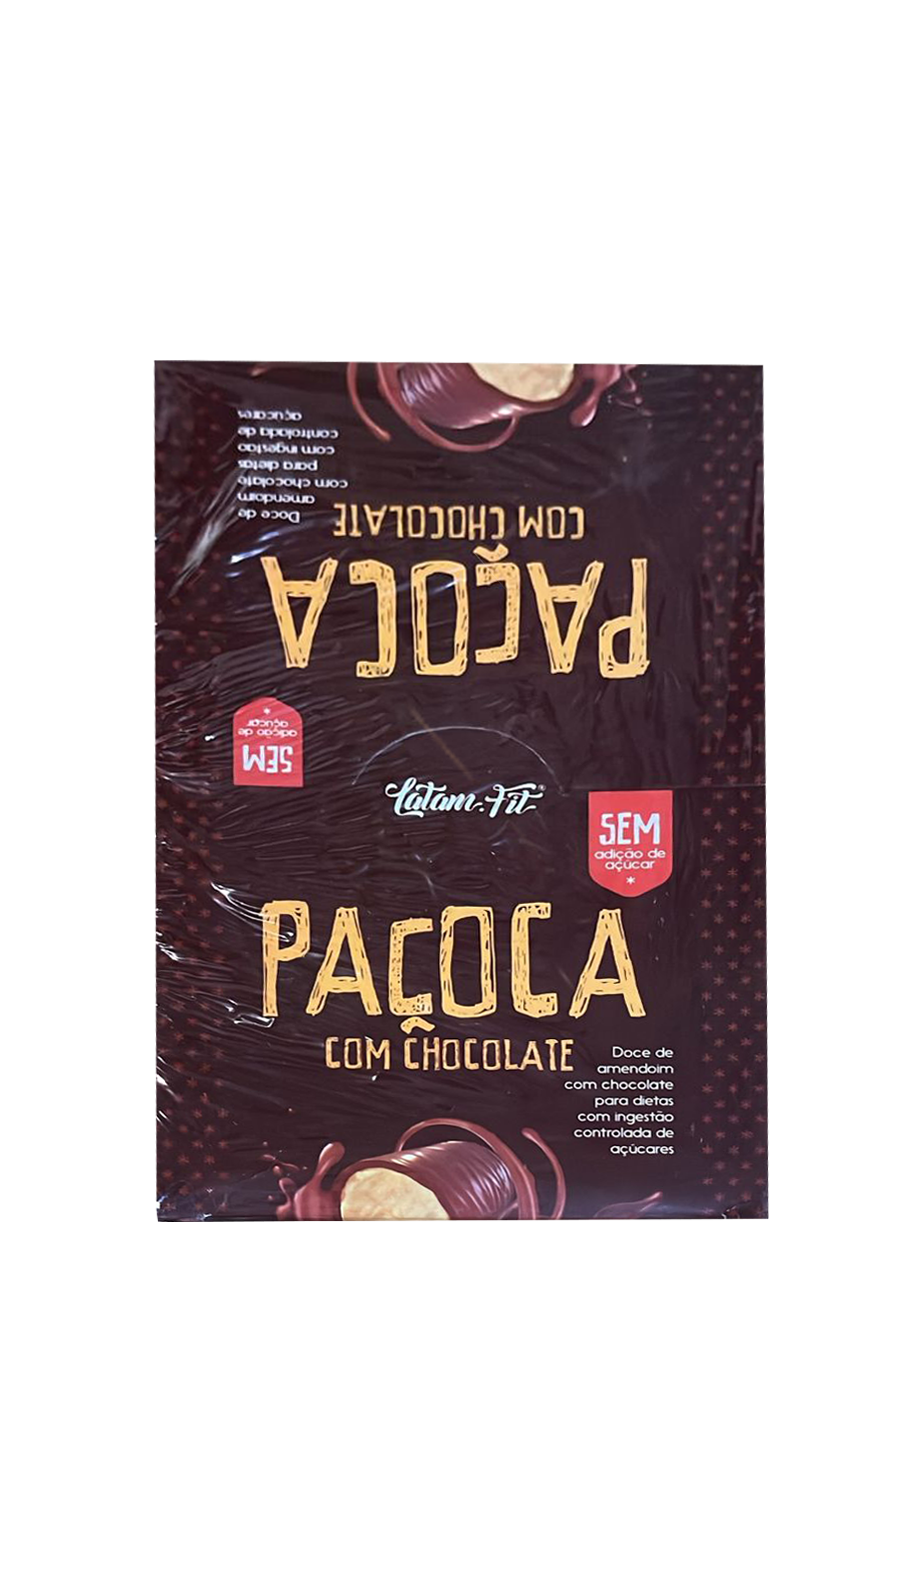 açúcares
controlada de
com ingestão
para dietas
com chocolate
amendoim
Doce de
COM CHOCOLATE
PAÇOCA
açúcar
adição de
SEM
*
Latam.Fit
SEM
adição de
açúcar
*
PAÇOCA
COM CHOCOLATE
Doce de
amendoim
com chocolate
para dietas
com ingestão
controlada de
açúcares